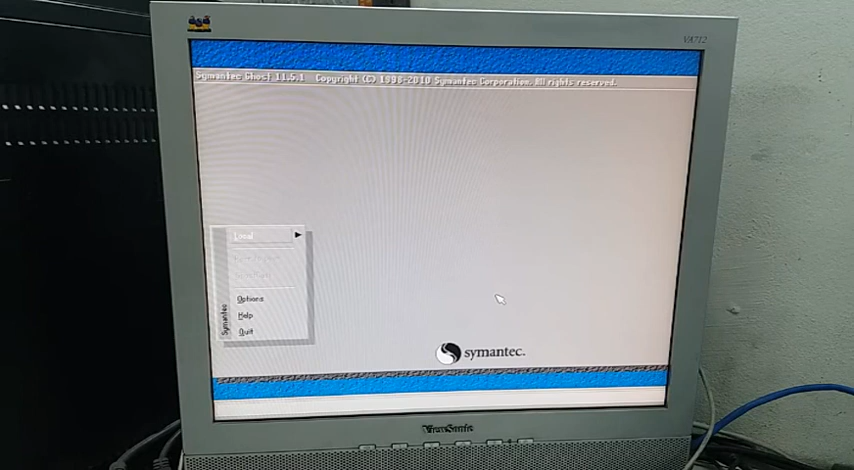 VA712
Symantec Ghost 11.5.1 Copyright (C) 1998-2010 Symantec Corporation. All rights reserved.
Local
Options
Help
Quit
Symantec
symantec.
ViewSonic